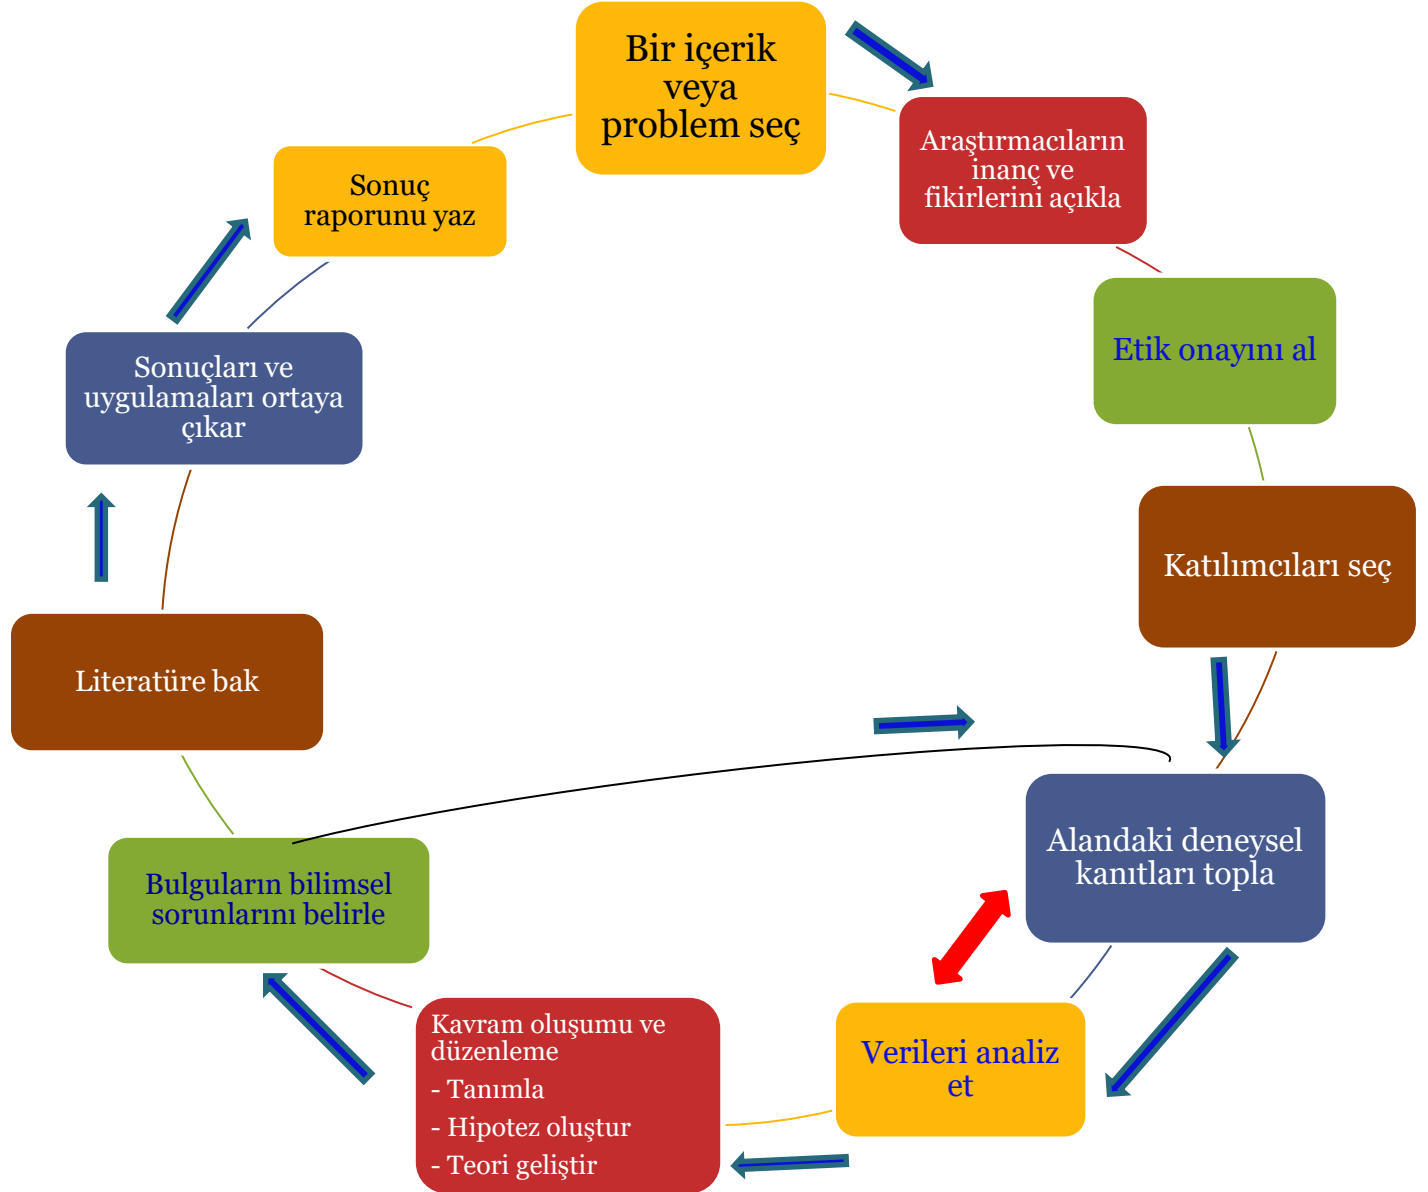 Bir içerik
veya
problem seç
Araştırmacıların
inanç ve
fikirlerini açıkla
Etik onayını al
Katılımcıları seç
Alandaki deneysel
kanıtları topla
Verileri analiz
et
Kavram oluşumu ve
düzenleme
- Tanımla
- Hipotez oluştur
- Teori geliştir
Bulguların bilimsel
sorunlarını belirle
Literatüre bak
Sonuçları ve
uygulamaları ortaya
çıkar
Sonuç
raporunu yaz